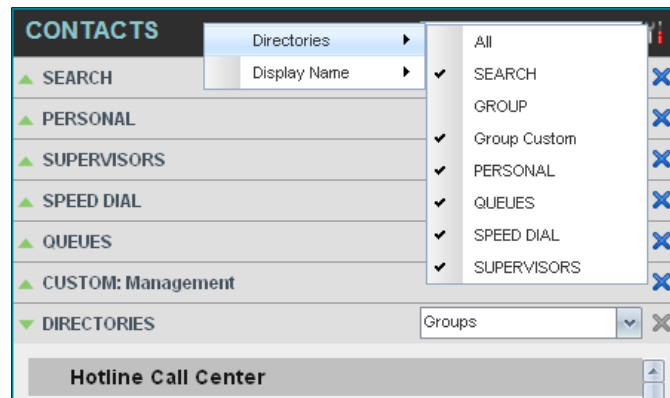 CONTACTS
Directories
Display Name
All
SEARCH
GROUP
Group Custom
PERSONAL
QUEUES
SPEED DIAL
SUPERVISORS
SEARCH
PERSONAL
SUPERVISORS
SPEED DIAL
QUEUES
CUSTOM: Management
DIRECTORIES Groups
Hotline Call Center